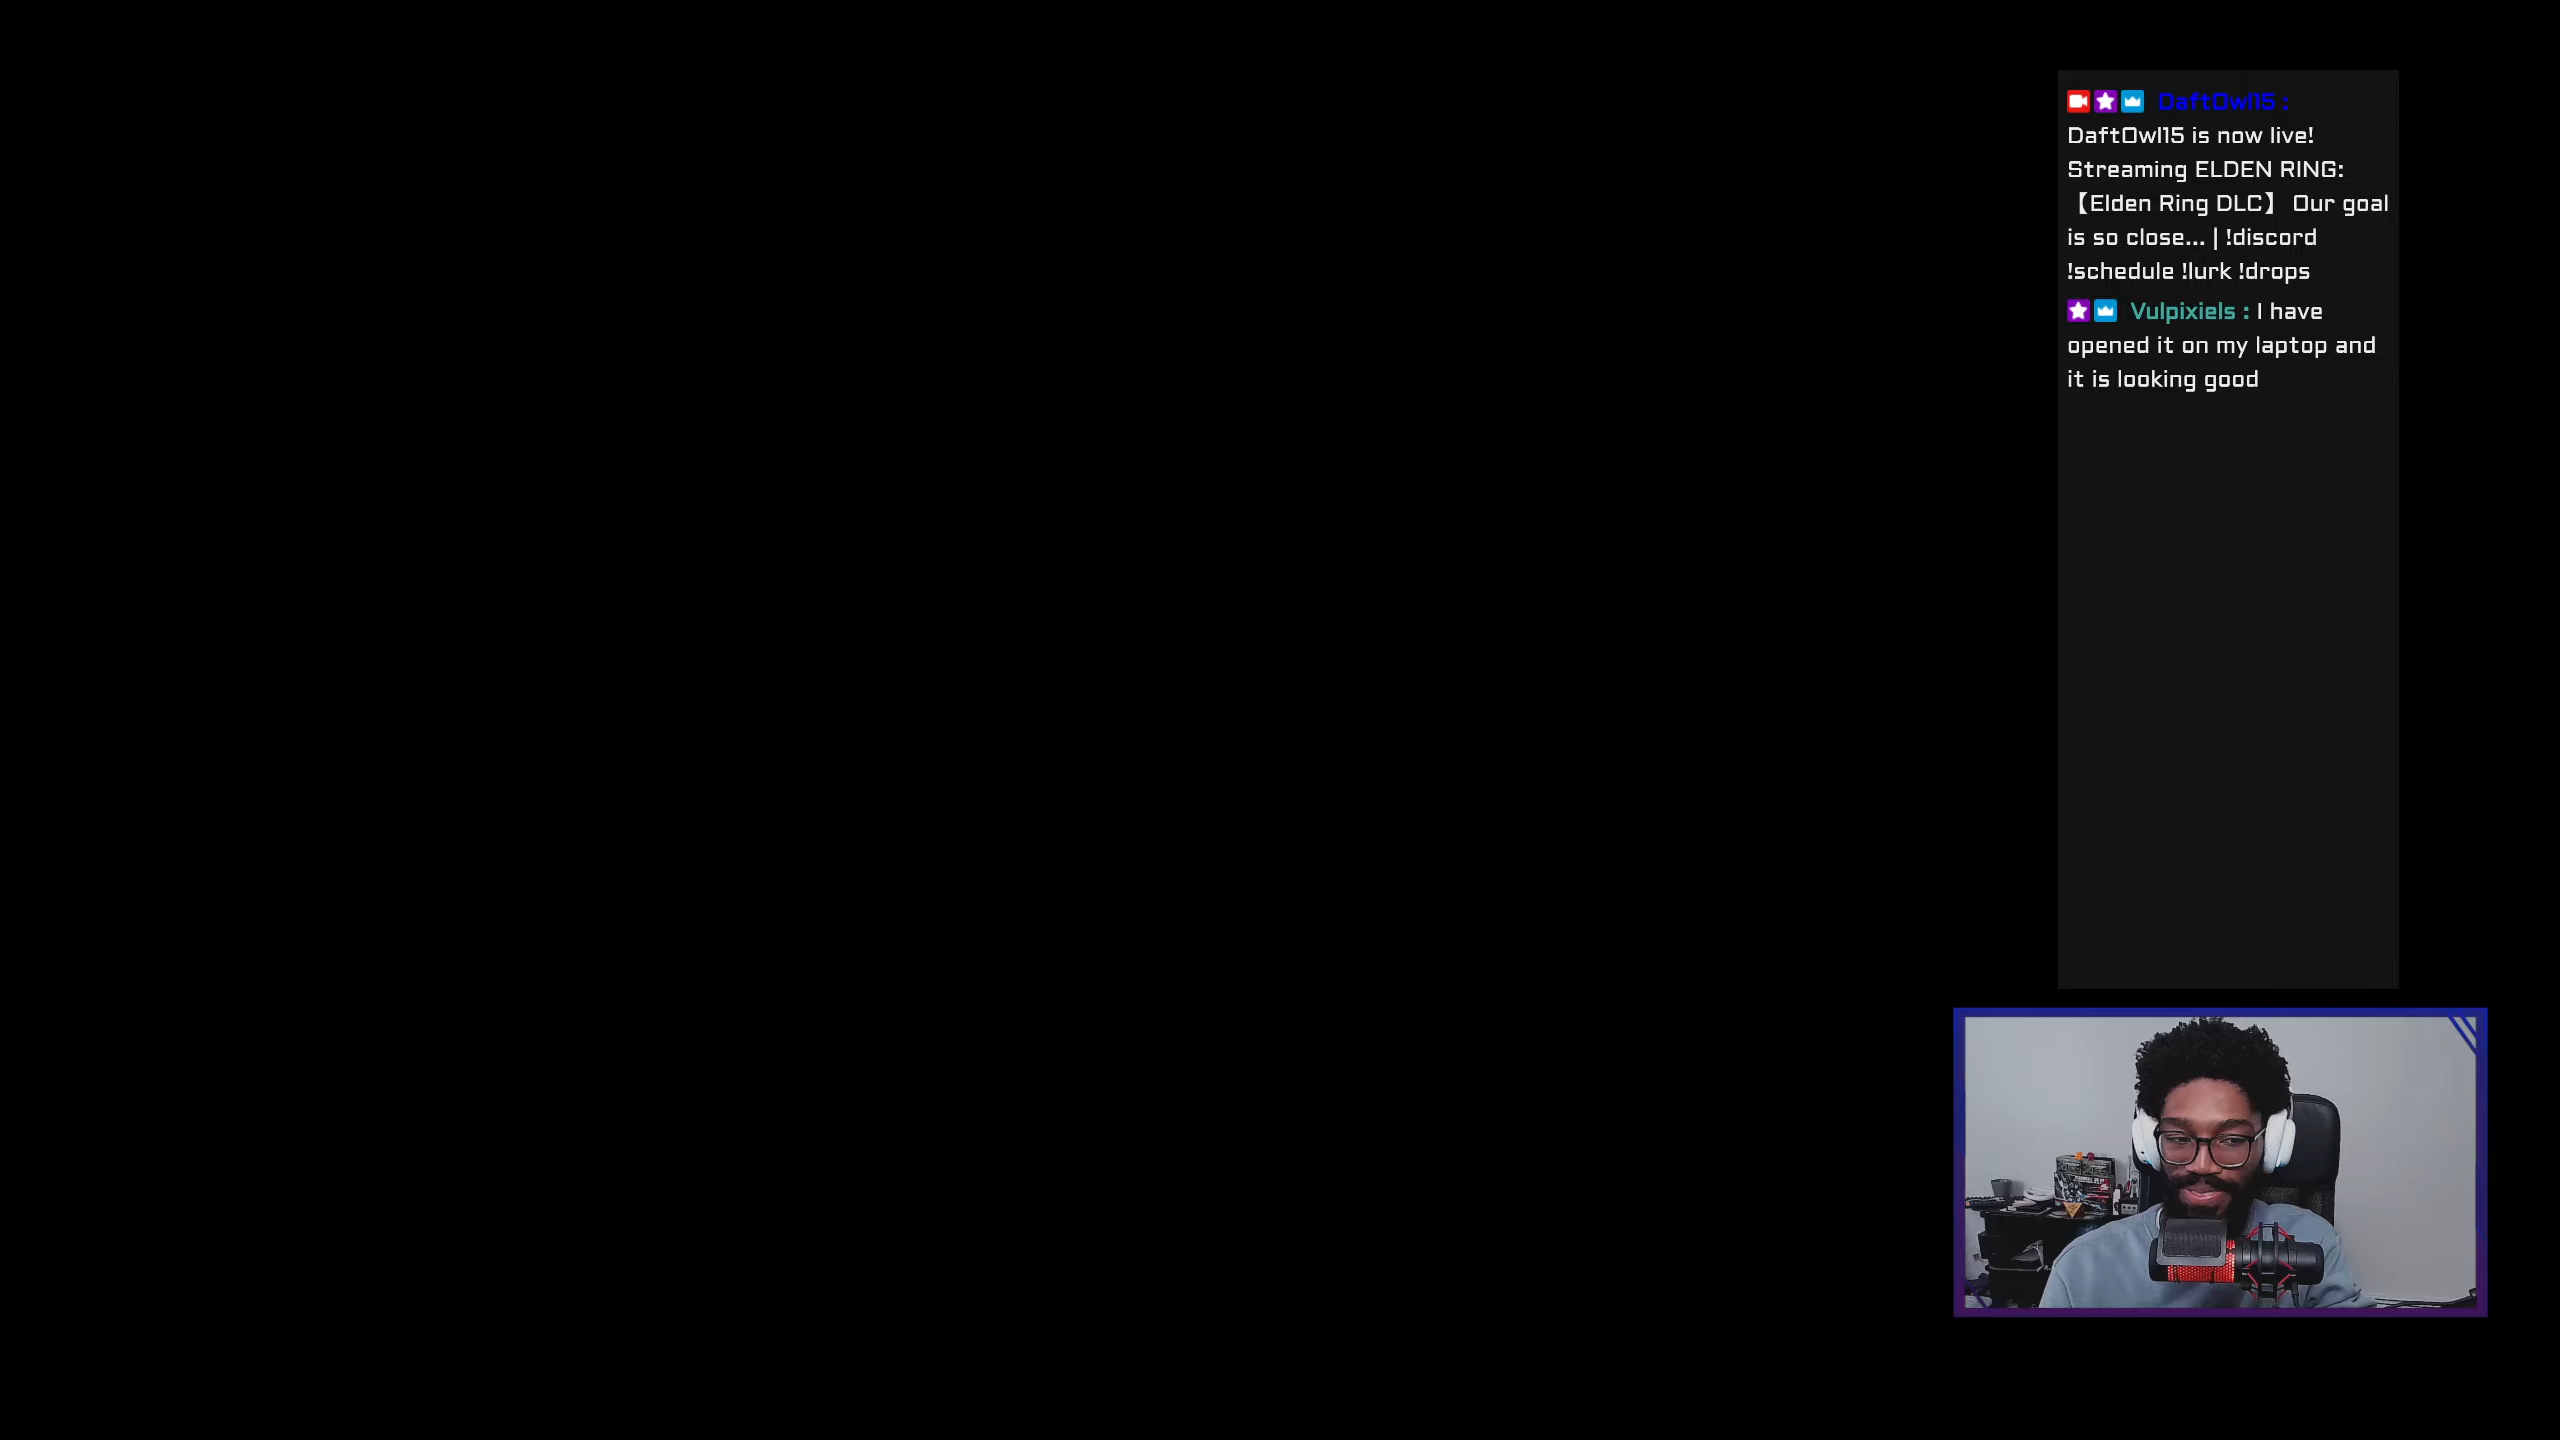 DaftOwl15 :
DaftOwl15 is now live!
Streaming ELDEN RING:
【Elden Ring DLC】 Our goal
is so close... | !discord
!schedule !lurk !drops
Vulpixiels : I have
opened it on my laptop and
it is looking good